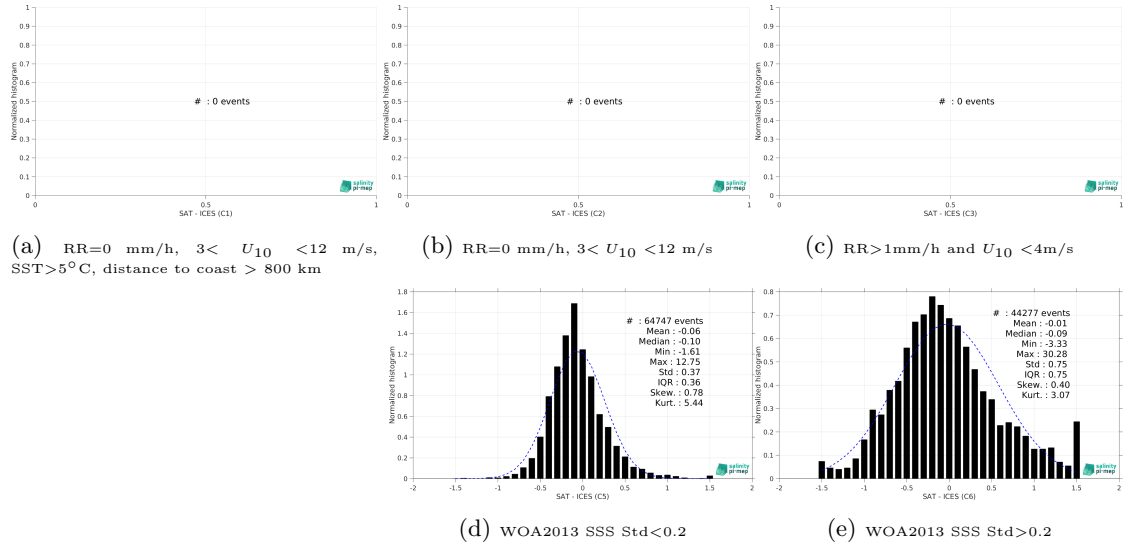 1
0.9
0.8
0.7
0.6
0.5
0.4
0.3
0.2
0.1
0
Normalized histogram
# : 0 events
salinity
pi-mep
0 0.5 1
SAT - ICES (C1)
(a) RR=0 mm/h, 3< U10 <12 m/s,
SST>5°C, distance to coast > 800 km
1
0.9
0.8
0.7
0.6
0.5
0.4
0.3
0.2
0.1
0
Normalized histogram
# : 0 events
salinity
pi-mep
0 0.5 1
SAT - ICES (C2)
(b) RR=0 mm/h, 3< U10 <12 m/s
1
0.9
0.8
0.7
0.6
0.5
0.4
0.3
0.2
0.1
0
Normalized histogram
# : 0 events
salinity
pi-mep
0 0.5 1
SAT - ICES (C3)
(c) RR>1mm/h and U10 <4m/s
1.8
1.6
1.4
1.2
1
0.8
0.6
0.4
0.2
0
Normalized histogram
# : 64747 events
Mean : -0.06
Median : -0.10
Min : -1.61
Max : 12.75
Std : 0.37
IQR : 0.36
Skew. : 0.78
Kurt. : 5.44
salinity
pi-mep
-2 -1.5 -1 -0.5 0 0.5 1 1.5 2
SAT - ICES (C5)
(d) WOA2013 SSS Std<0.2
0.8
0.7
0.6
0.5
0.4
0.3
0.2
0.1
0
Normalized histogram
# : 44277 events
Mean : -0.01
Median : -0.09
Min : -3.33
Max : 30.28
Std : 0.75
IQR : 0.75
Skew. : 0.40
Kurt. : 3.07
salinity
pi-mep
-2 -1.5 -1 -0.5 0 0.5 1 1.5 2
SAT - ICES (C6)
(e) WOA2013 SSS Std>0.2